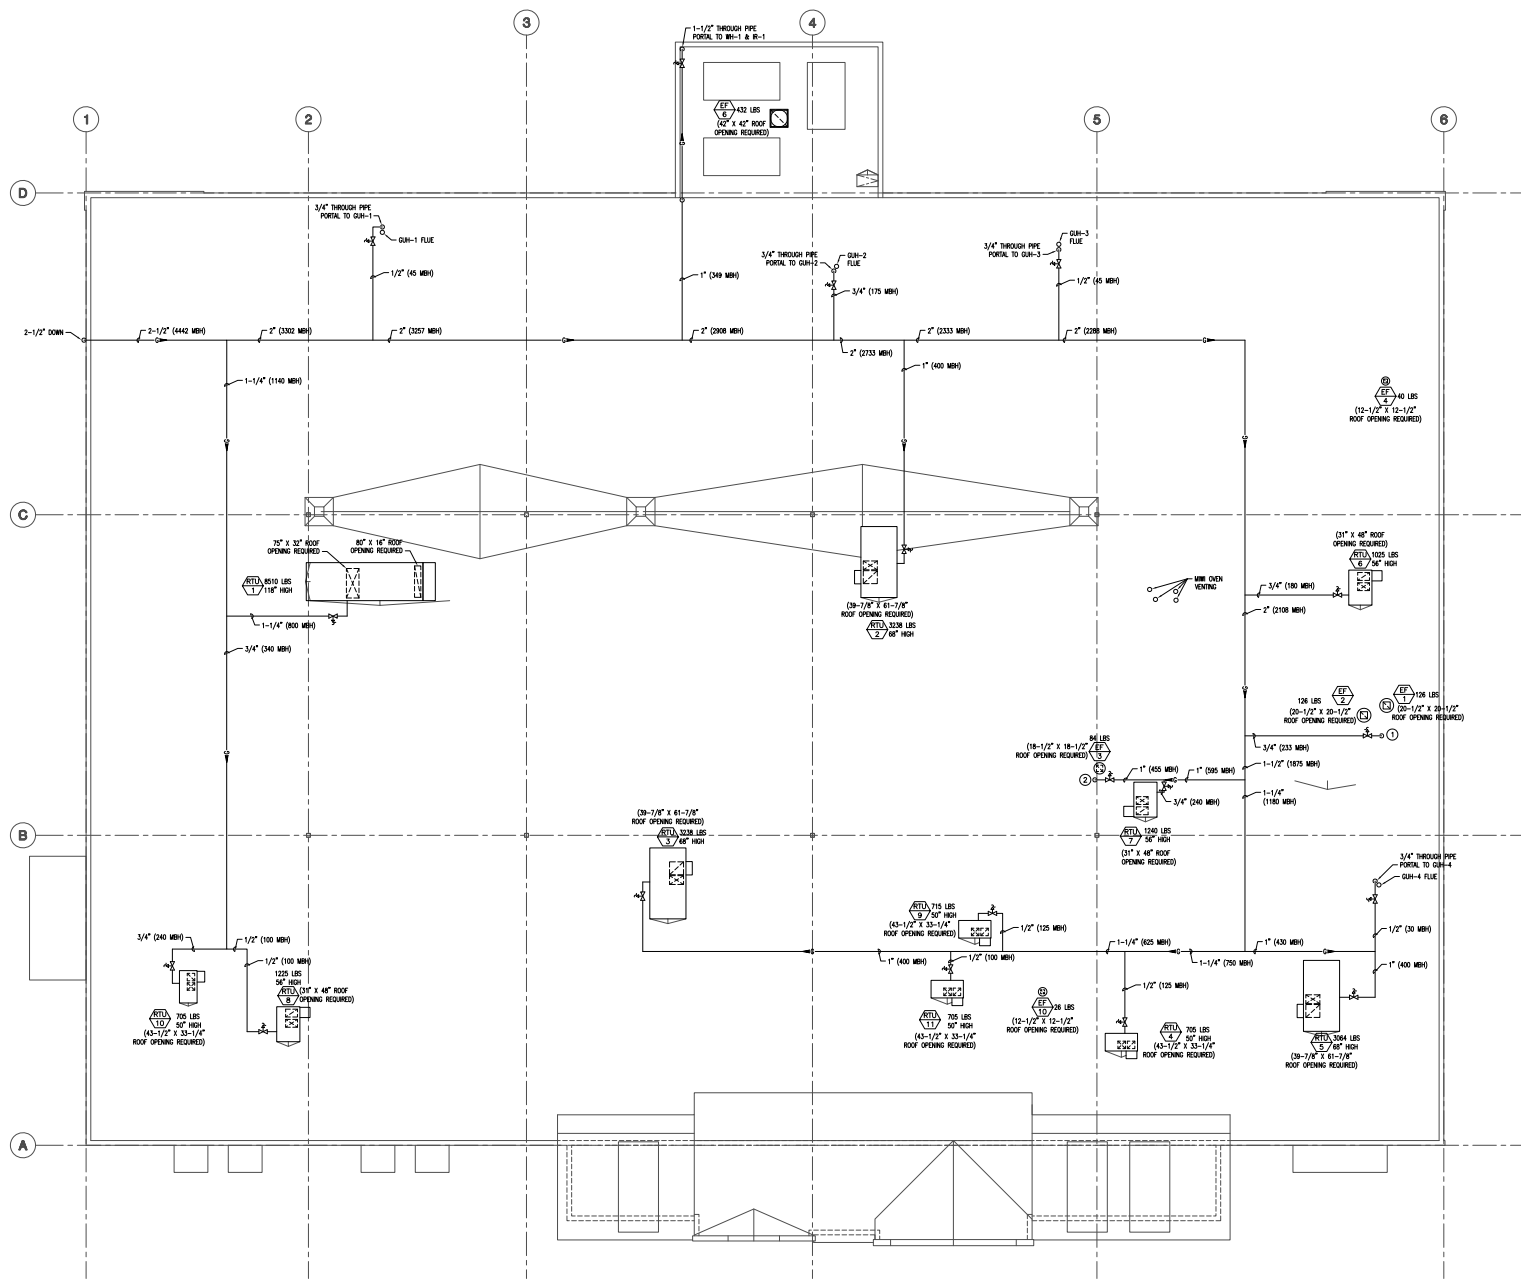 3
4
1-1/2" THROUGH PIPE
PORTAL TO WH-1 & IR-1
EF
6
432 LBS
(42" X 42" ROOF
OPENING REQUIRED)
1
2
5
6
D
3/4" THROUGH PIPE
PORTAL TO GUH-1
GUH-1 FLUE
1/2" (45 MBH)
1" (349 MBH)
3/4" THROUGH PIPE
PORTAL TO GUH-2
GUH-2
FLUE
3/4" (175 MBH)
3/4" THROUGH PIPE
PORTAL TO GUH-3
GUH-3
FLUE
1/2" (45 MBH)
2-1/2" DOWN
2-1/2" (4442 MBH)
G
2" (3302 MBH)
2" (3257 MBH)
G
2" (2908 MBH)
2" (2733 MBH)
2" (2333 MBH)
2" (2288 MBH)
G
G
1-1/4" (1140 MBH)
1" (400 MBH)
EF
4
40 LBS
(12-1/2" X 12-1/2"
ROOF OPENING REQUIRED)
G
G
G
C
75" X 32" ROOF
OPENING REQUIRED
80" X 16" ROOF
OPENING REQUIRED
RTU
1
8510 LBS
118" HIGH
1-1/4" (800 MBH)
3/4" (340 MBH)
(39-7/8" X 61-7/8"
ROOF OPENING REQUIRED)
RTU
2
3238 LBS
68" HIGH
MINI OVEN
VENTING
(31" X 48" ROOF
OPENING REQUIRED)
RTU
6
1025 LBS
56" HIGH
3/4" (180 MBH)
2" (2108 MBH)
G
G
126 LBS
EF
2
(20-1/2" X 20-1/2"
ROOF OPENING REQUIRED)
EF
1
126 LBS
(20-1/2" X 20-1/2"
ROOF OPENING REQUIRED)
1
3/4" (233 MBH)
1-1/2" (1875 MBH)
1-1/4"
(1180 MBH)
84 LBS
(18-1/2" X 18-1/2"
ROOF OPENING REQUIRED)
EF
3
2
1" (455 MBH)
G
1" (595 MBH)
3/4" (240 MBH)
B
RTU
7
1240 LBS
56" HIGH
(31" X 48" ROOF
OPENING REQUIRED)
(39-7/8" X 61-7/8"
ROOF OPENING REQUIRED)
RTU
3
3238 LBS
68" HIGH
3/4" THROUGH PIPE
PORTAL TO GUH-4
GUH-4 FLUE
RTU
9
715 LBS
50" HIGH
(43-1/2" X 33-1/4"
ROOF OPENING REQUIRED)
1/2" (125 MBH)
1/2" (30 MBH)
3/4" (240 MBH)
1/2" (100 MBH)
1/2" (100 MBH)
G
1" (400 MBH)
1/2" (100 MBH)
1-1/4" (625 MBH)
G
1-1/4" (750 MBH)
1" (430 MBH)
G
1" (400 MBH)
1225 LBS
56" HIGH
RTU
8
(31" X 48" ROOF
OPENING REQUIRED)
1/2" (125 MBH)
RTU
10
705 LBS
50" HIGH
(43-1/2" X 33-1/4"
ROOF OPENING REQUIRED)
RTU
11
705 LBS
50" HIGH
(43-1/2" X 33-1/4"
ROOF OPENING REQUIRED)
EF
10
26 LBS
(12-1/2" X 12-1/2"
ROOF OPENING REQUIRED)
RTU
4
705 LBS
50" HIGH
(43-1/2" X 33-1/4"
ROOF OPENING REQUIRED)
RTU
5
3064 LBS
68" HIGH
(39-7/8" X 61-7/8"
ROOF OPENING REQUIRED)
A